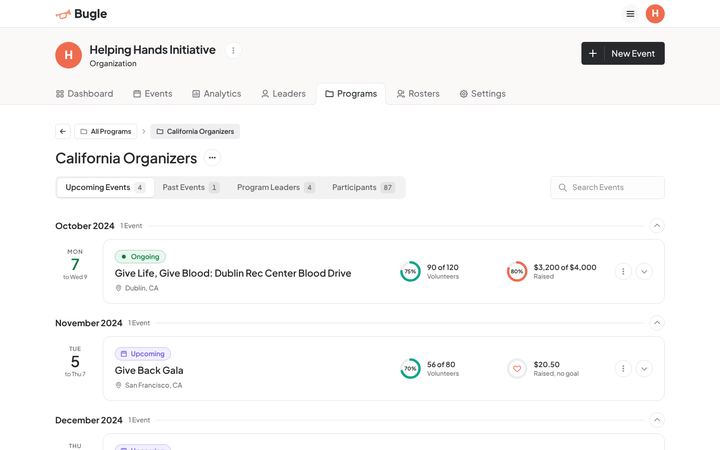 Bugle
H
H
Helping Hands Initiative
Organization
New Event
Dashboard
Events
Analytics
Leaders
Programs
Rosters
Settings
All Programs
California Organizers
California Organizers
Upcoming Events 4
Past Events 1
Program Leaders 4
Participants 87
Search Events
October 2024 1 Event
MON
7
to Wed 9
Ongoing
Give Life, Give Blood: Dublin Rec Center Blood Drive
Dublin, CA
75%
90 of 120
Volunteers
80%
$3,200 of $4,000
Raised
November 2024 1 Event
TUE
5
to Thu 7
Upcoming
Give Back Gala
San Francisco, CA
70%
56 of 80
Volunteers
$20.50
Raised, no goal
December 2024 1 Event
THU
Upcoming